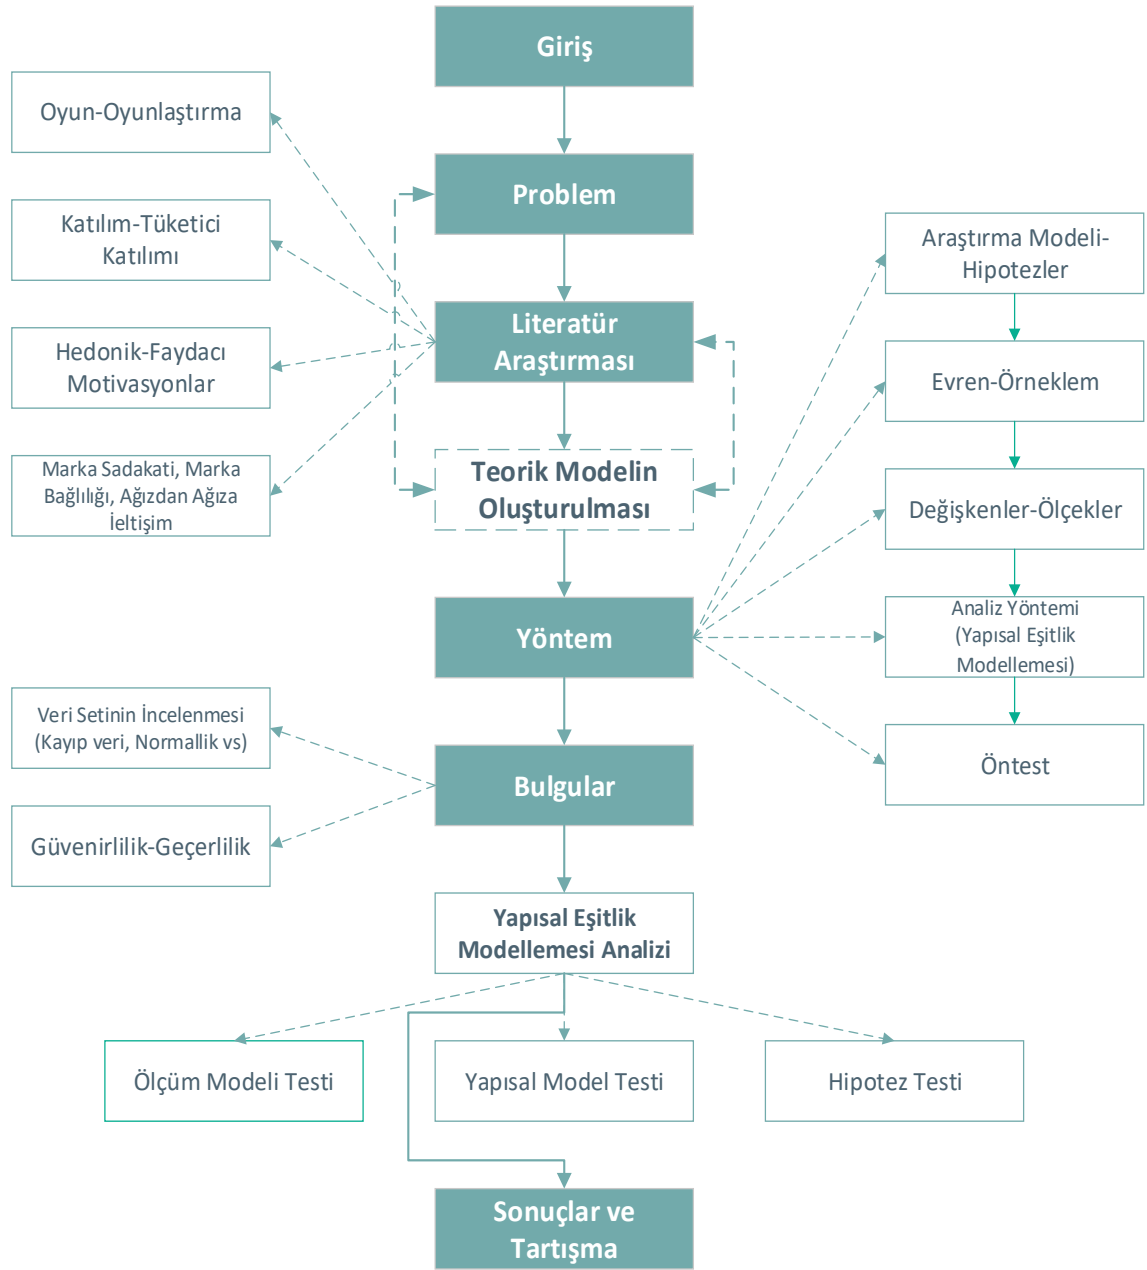 Giriş
Oyun-Oyunlaştırma
Problem
Katılım-Tüketici
Katılımı
Araştırma Modeli-
Hipotezler
Literatür
Araştırması
Hedonik-Faydacı
Motivasyonlar
Evren-Örneklem
Marka Sadakati, Marka
Bağlılığı, Ağızdan Ağıza
İeltişim
Teorik Modelin
Oluşturulması
Değişkenler-Ölçekler
Yöntem
Analiz Yöntemi
(Yapısal Eşitlik
Modellemesi)
Veri Setinin İncelenmesi
(Kayıp veri, Normallik vs)
Bulgular
Öntest
Güvenirlilik-Geçerlilik
Yapısal Eşitlik
Modellemesi Analizi
Ölçüm Modeli Testi
Yapısal Model Testi
Hipotez Testi
Sonuçlar ve
Tartışma